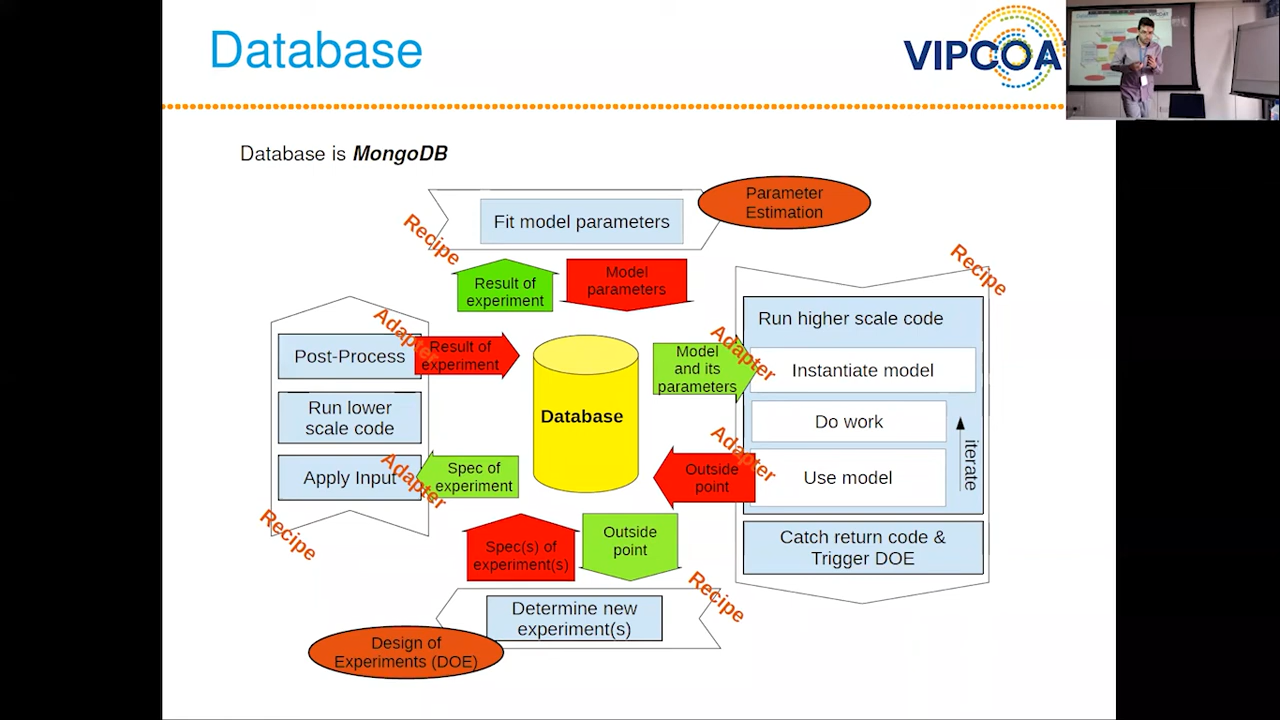 Database
VIPCOA
Database is MongoDB
Parameter
Estimation
Fit model parameters
Recipe
Recipe
Result of
experiment
Model
parameters
Run higher scale code
Adapter
Adapter
Post-Process
Result of
experiment
Model
and its
parameters
Instantiate model
Run lower
scale code
Database
Do work
iterate
Adapter
Adapter
Apply Input
Spec of
experiment
Outside
point
Use model
Recipe
Spec(s) of
experiment(s)
Outside
point
Catch return code &
Trigger DOE
Recipe
Determine new
experiment(s)
Design of
Experiments (DOE)